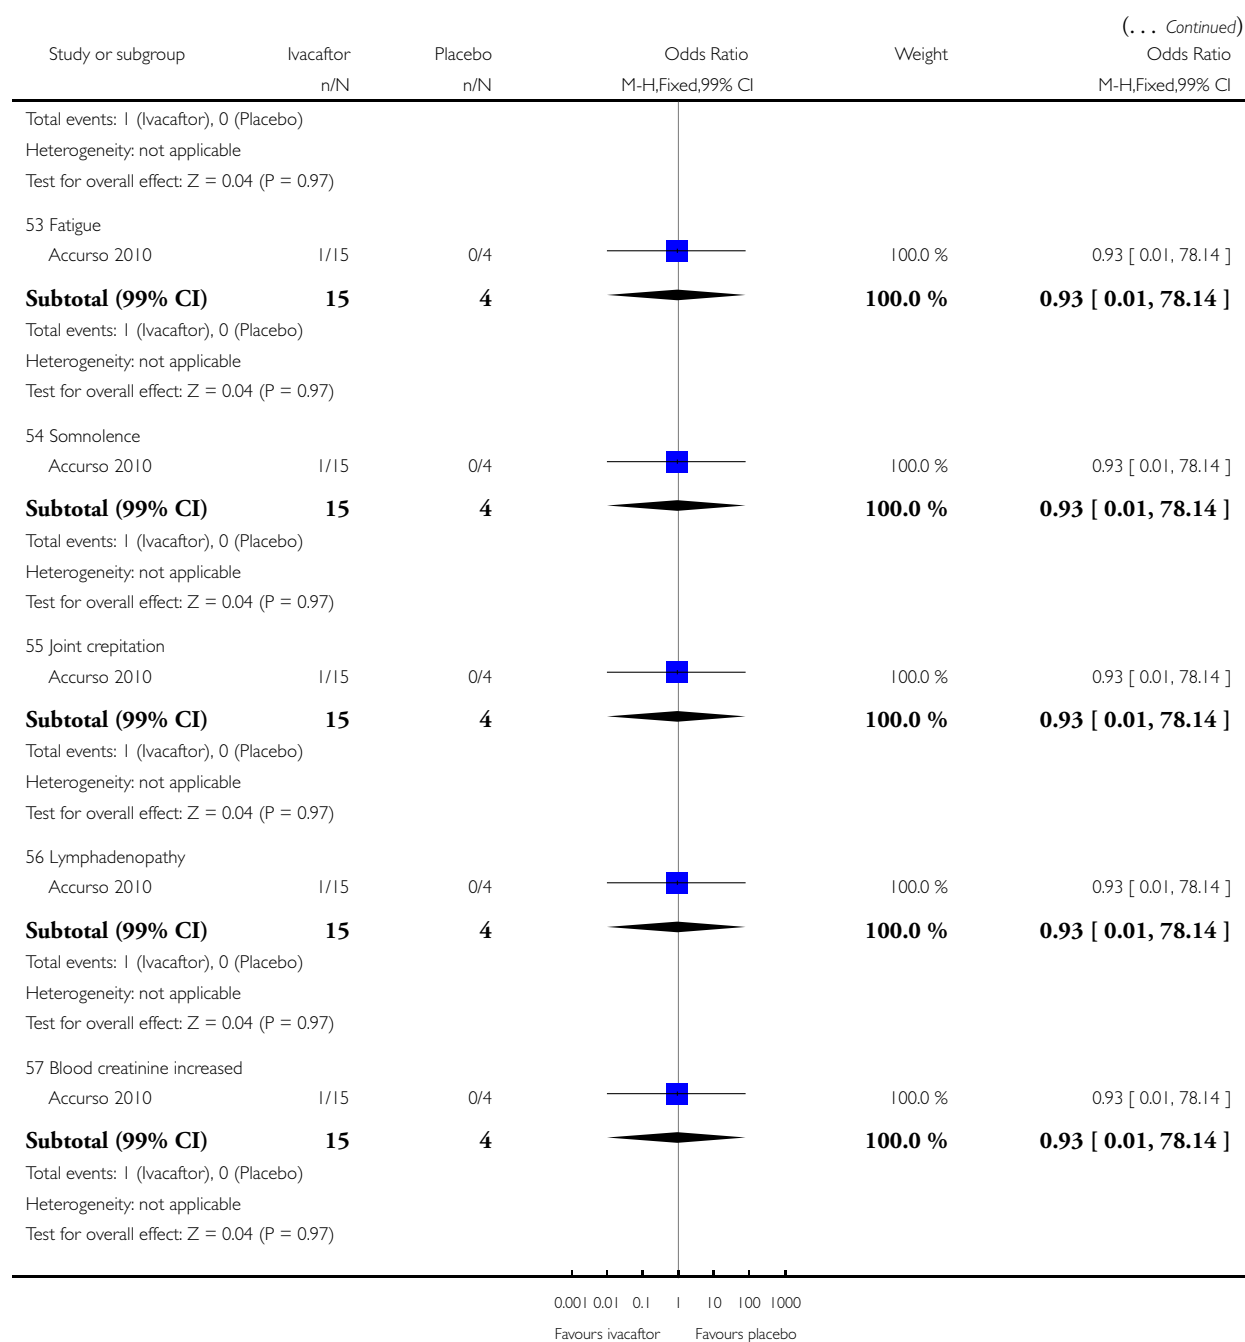 (... Continued)
Study or subgroup Ivacaftor Placebo Odds Ratio Weight Odds Ratio
n/N n/N M-H,Fixed,99% CI M-H,Fixed,99% CI
Total events: 1 (Ivacaftor), 0 (Placebo)
Heterogeneity: not applicable
Test for overall effect: Z = 0.04 (P = 0.97)
53 Fatigue
Accurso 2010 1/15 0/4 100.0 % 0.93 [ 0.01, 78.14 ]
Subtotal (99% CI) 15 4 100.0 % 0.93 [ 0.01, 78.14 ]
Total events: 1 (Ivacaftor), 0 (Placebo)
Heterogeneity: not applicable
Test for overall effect: Z = 0.04 (P = 0.97)
54 Somnolence
Accurso 2010 1/15 0/4 100.0 % 0.93 [ 0.01, 78.14 ]
Subtotal (99% CI) 15 4 100.0 % 0.93 [ 0.01, 78.14 ]
Total events: 1 (Ivacaftor), 0 (Placebo)
Heterogeneity: not applicable
Test for overall effect: Z = 0.04 (P = 0.97)
55 Joint crepitation
Accurso 2010 1/15 0/4 100.0 % 0.93 [ 0.01, 78.14 ]
Subtotal (99% CI) 15 4 100.0 % 0.93 [ 0.01, 78.14 ]
Total events: 1 (Ivacaftor), 0 (Placebo)
Heterogeneity: not applicable
Test for overall effect: Z = 0.04 (P = 0.97)
56 Lymphadenopathy
Accurso 2010 1/15 0/4 100.0 % 0.93 [ 0.01, 78.14 ]
Subtotal (99% CI) 15 4 100.0 % 0.93 [ 0.01, 78.14 ]
Total events: 1 (Ivacaftor), 0 (Placebo)
Heterogeneity: not applicable
Test for overall effect: Z = 0.04 (P = 0.97)
57 Blood creatinine increased
Accurso 2010 1/15 0/4 100.0 % 0.93 [ 0.01, 78.14 ]
Subtotal (99% CI) 15 4 100.0 % 0.93 [ 0.01, 78.14 ]
Total events: 1 (Ivacaftor), 0 (Placebo)
Heterogeneity: not applicable
Test for overall effect: Z = 0.04 (P = 0.97)
0.001 0.01 0.1 1 10 100 1000
Favours ivacaftor Favours placebo